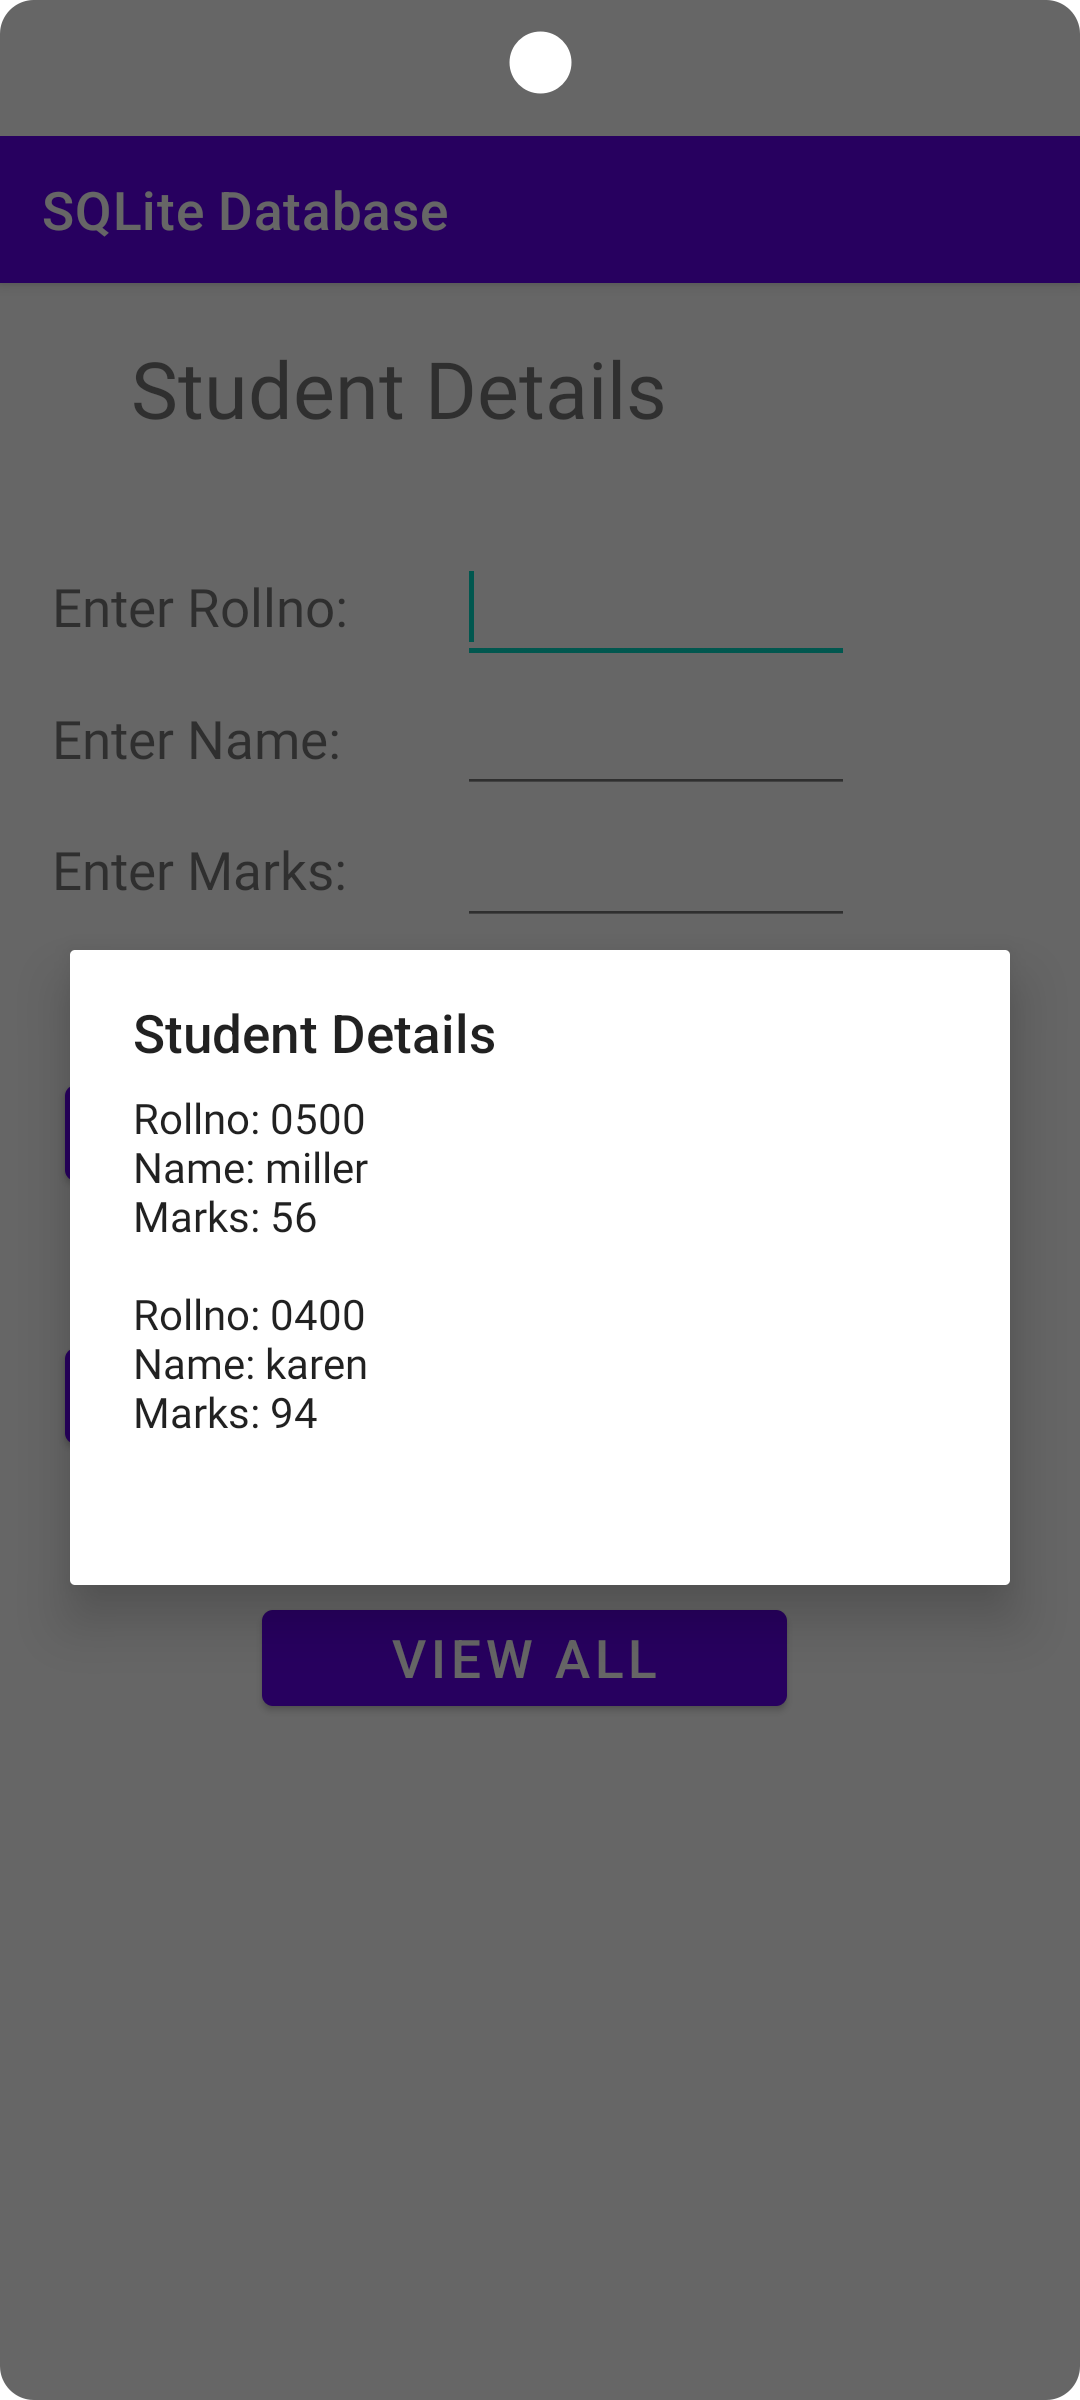 SQLite Database
Student Details
Enter Rollno:
Enter Name:
Enter Marks:
Student Details
Rollno: 0500
Name: miller
Marks: 56
Rollno: 0400
Name: karen
Marks: 94
VIEW ALL